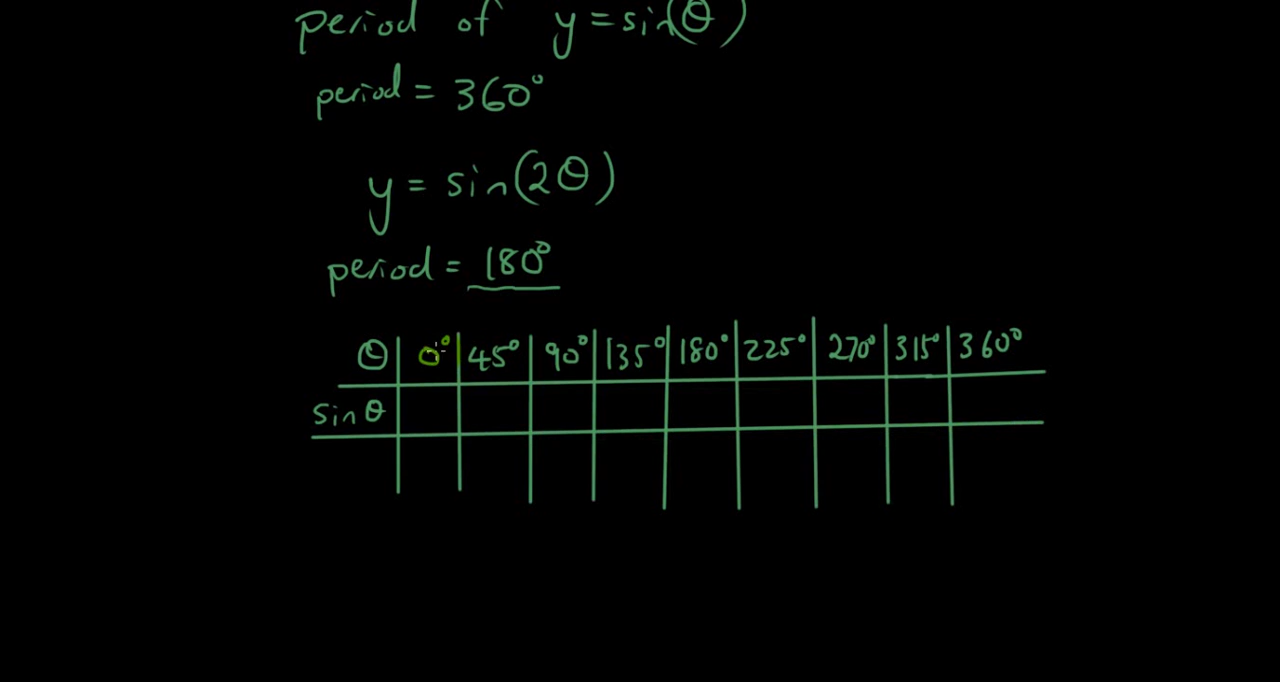 period of y = sin(θ)
period = 360°
y = sin(2θ)
period = 180°
θ 0° 45° 90° 135° 180° 225° 270° 315° 360°
sin θ